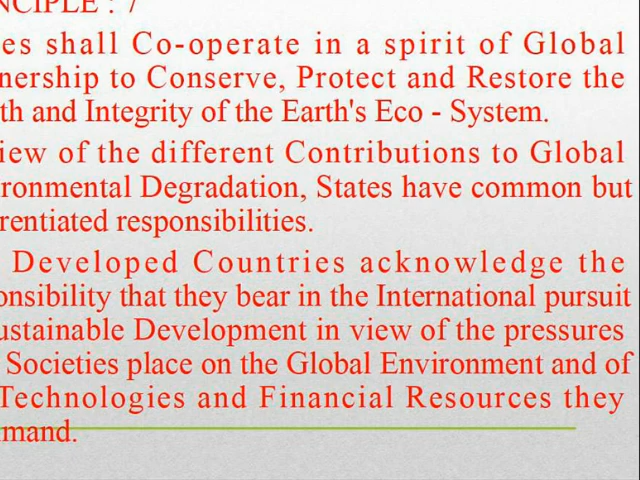 NCIPLE : 7
es shall Co-operate in a spirit of Global
nership to Conserve, Protect and Restore the
th and Integrity of the Earth's Eco - System.
iew of the different Contributions to Global
ronmental Degradation, States have common but
rentiated responsibilities.
Developed Countries acknowledge the
onsibility that they bear in the International pursuit
ustainable Development in view of the pressures
Societies place on the Global Environment and of
Technologies and Financial Resources they
mand.